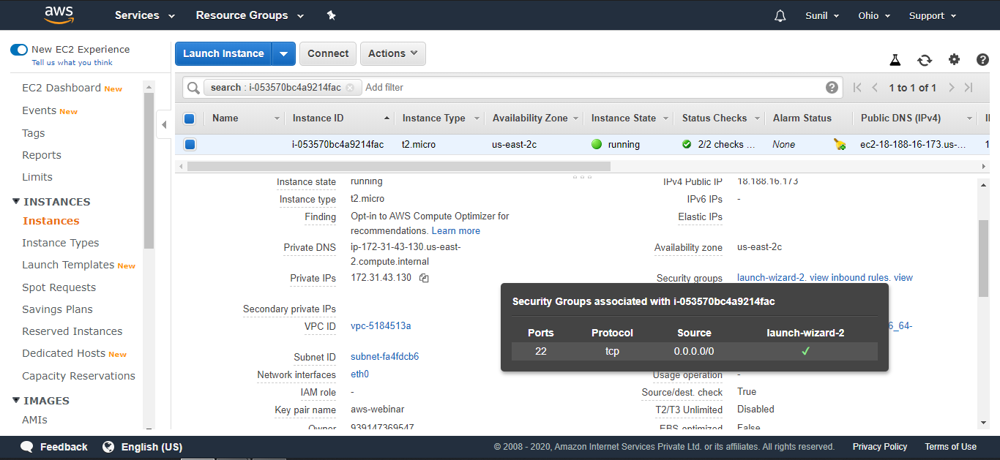 aws Services Resource Groups Sunil Ohio Support
New EC2 Experience
Tell us what you think
EC2 Dashboard New
Events New
Tags
Reports
Limits
INSTANCES
Instances
Instance Types
Launch Templates New
Spot Requests
Savings Plans
Reserved Instances
Dedicated Hosts New
Capacity Reservations
IMAGES
AMIs
Launch Instance Connect Actions
search : i-053570bc4a9214fac Add filter 1 to 1 of 1
Name Instance ID Instance Type Availability Zone Instance State Status Checks Alarm Status Public DNS (IPv4)
i-053570bc4a9214fac t2.micro us-east-2c running 2/2 checks ... None ec2-18-188-16-173.us-... 1
Instance state running
Instance type t2.micro
Finding Opt-in to AWS Compute Optimizer for
recommendations. Learn more
Private DNS ip-172-31-43-130.us-east-
2.compute.internal
Private IPs 172.31.43.130
Secondary private IPs
VPC ID vpc-5184513a
Subnet ID subnet-fa4fdcb6
Network interfaces eth0
IAM role -
Key pair name aws-webinar
Owner 939147369547
IPv4 Public IP 18.188.16.173
IPv6 IPs -
Elastic IPs
Availability zone us-east-2c
Security groups launch-wizard-2. view inbound rules. view
Security Groups associated with i-053570bc4a9214fac
Ports Protocol Source launch-wizard-2
22 tcp 0.0.0.0/0 ✓
6_64-
Usage operation -
Source/dest. check True
T2/T3 Unlimited Disabled
EBS-optimized False
Feedback English (US) © 2008 - 2020, Amazon Internet Services Private Ltd. or its affiliates. All rights reserved. Privacy Policy Terms of Use